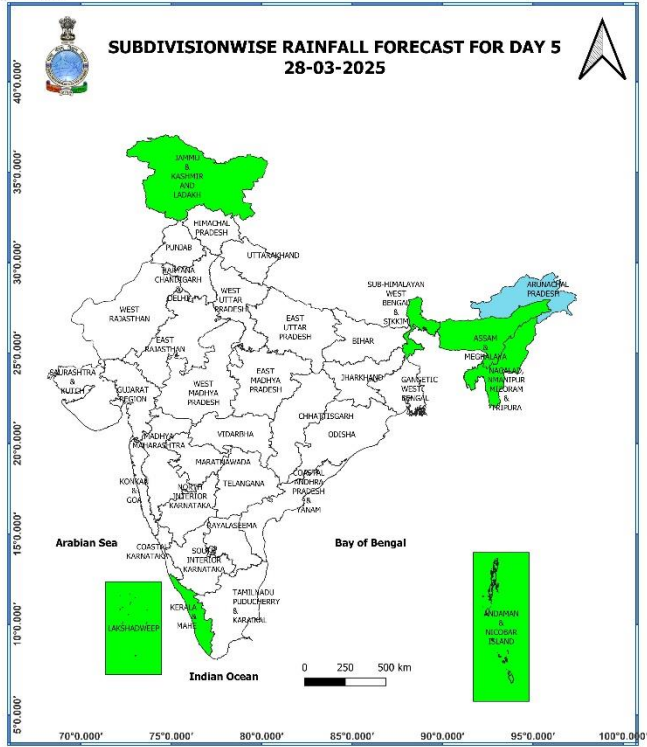 SUBDIVISIONWISE RAINFALL FORECAST FOR DAY 5
28-03-2025
40°0.000'
35°0.000'
30°0.000'
25°0.000'
20°0.000'
15°0.000'
10°0.000'
5°0.000'
JAMMU
&
KASHMIR
AND
LADAKH
HIMACHAL
PRADESH
PUNJAB
UTTARAKHAND
HARYANA
CHANDIGARH
&
DELHI
WEST
UTTAR
PRADESH
WEST
RAJASTHAN
EAST
RAJASTHAN
EAST
UTTAR
PRADESH
SUB-HIMALAYAN
WEST
BENGAL
&
SIKKIM
ARUNACHAL
PRADESH
BIHAR
ASSAM
&
MEGHALAYA
NAGALAND,
MANIPUR
MIZORAM
&
TRIPURA
SAURASHTRA
&
KUTCH
GUJARAT
REGION
WEST
MADHYA
PRADESH
EAST
MADHYA
PRADESH
JHARKHAND
GANGETIC
WEST
BENGAL
CHHATTISGARH
ODISHA
MADHYA
MAHARASHTRA
VIDARBHA
MARATHAWADA
TELANGANA
COASTAL
ANDHRA
PRADESH
&
YANAM
KONKAN
&
GOA
NORTH
INTERIOR
KARNATAKA
RAYALASEEMA
COASTAL
KARNATAKA
SOUTH
INTERIOR
KARNATAKA
Arabian Sea
Bay of Bengal
TAMILNADU
PUDUCHERRY
&
KARAIKAL
KERALA
&
MAHE
LAKSHADWEEP
ANDAMAN
&
NICOBAR
ISLAND
Indian Ocean
0 250 500 km
70°0.000' 75°0.000' 80°0.000' 85°0.000' 90°0.000' 95°0.000' 100°0.000'